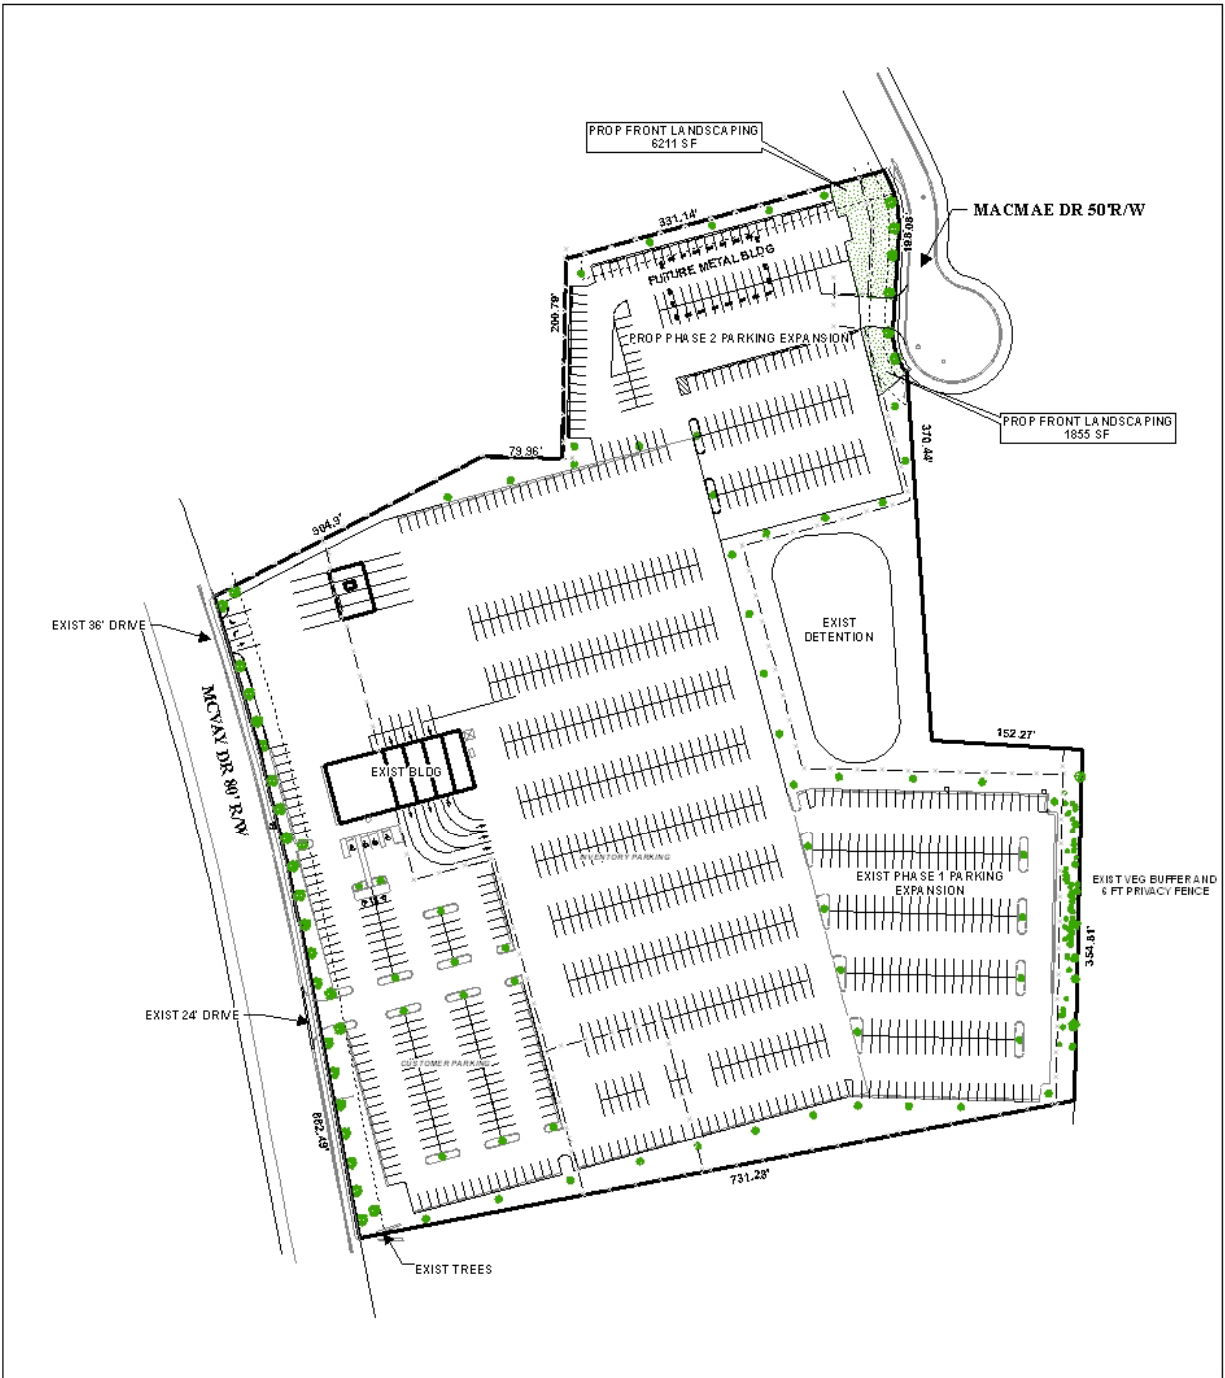 PROP FRONT LANDSCAPING
6211 SF
MACMAE DR 50'R/W
331.14'
198.08'
FUTURE METAL BLDG
200.79'
PROP PHASE 2 PARKING EXPANSION
PROP FRONT LANDSCAPING
1855 SF
370.44'
79.96'
904.9'
EXIST 36' DRIVE
EXIST
DETENTION
MCVAY DR 80' R/W
152.27'
EXIST BLDG
INVENTORY PARKING
EXIST PHASE 1 PARKING
EXPANSION
EXIST VEG BUFFER AND
6 FT PRIVACY FENCE
354.81'
EXIST 24' DRIVE
CUSTOMER PARKING
662.49'
731.23'
EXIST TREES